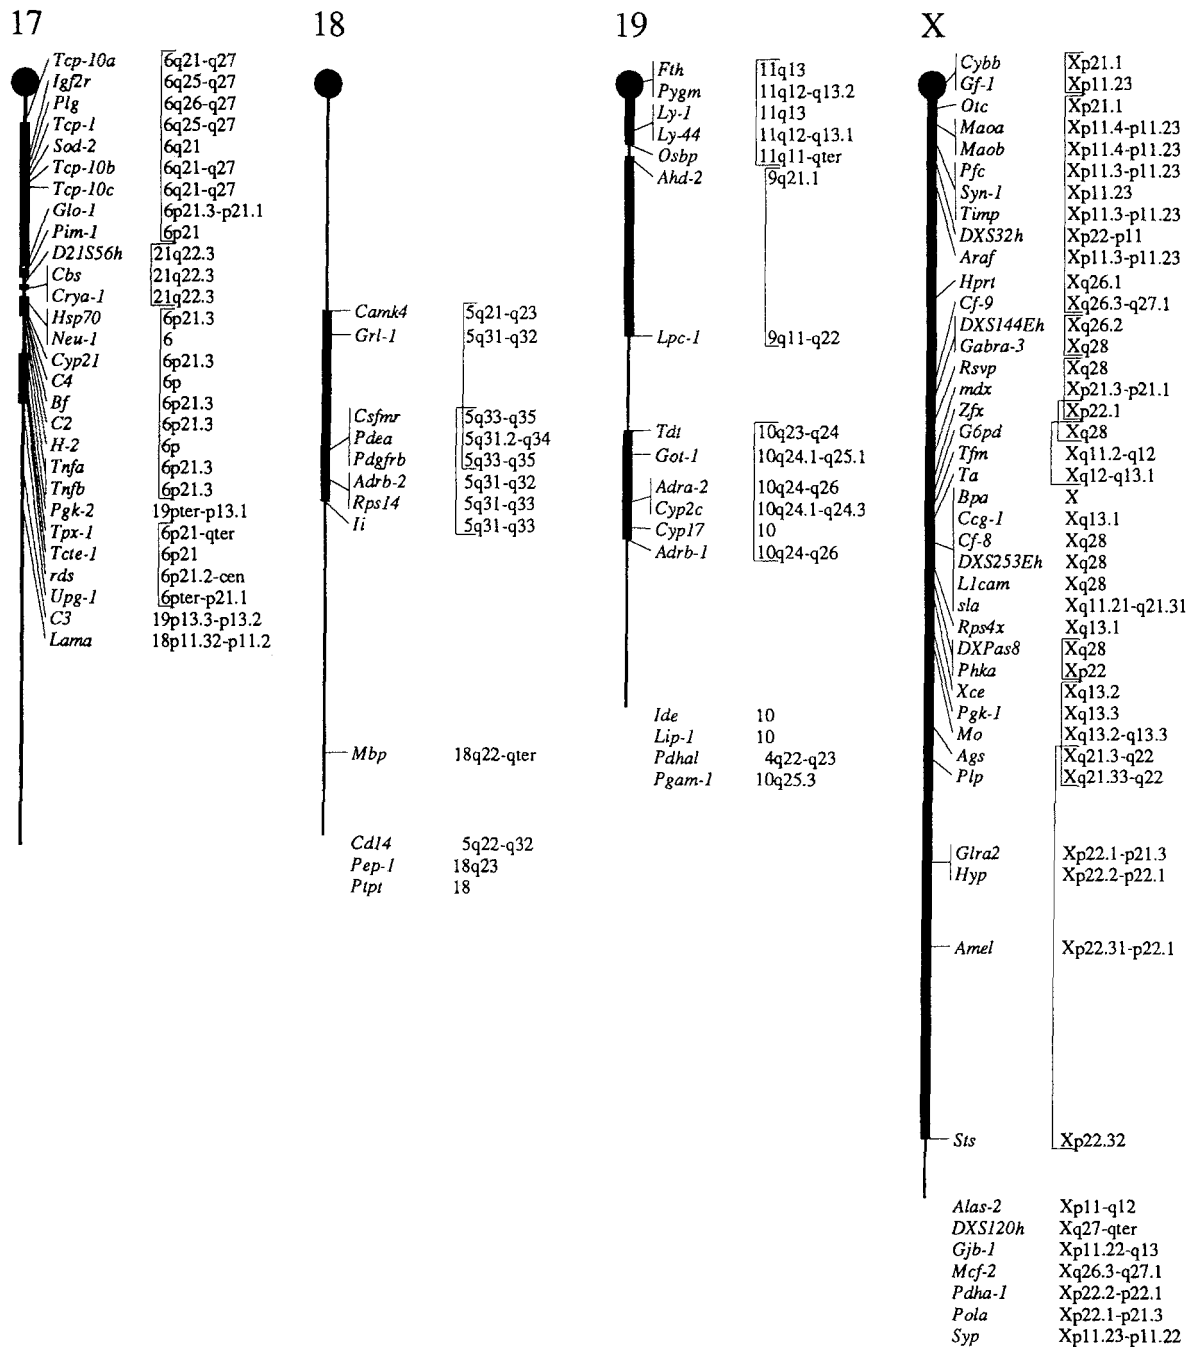 17
Tcp-10a 6q21-q27
Igf2r 6q25-q27
Plg 6q26-q27
Tcp-1 6q25-q27
Sod-2 6q21
Tcp-10b 6q21-q27
Tcp-10c 6q21-q27
Glo-1 6p21.3-p21.1
Pim-1 6p21
D21S56h 21q22.3
Cbs 21q22.3
Crya-1 21q22.3
Hsp70 6p21.3
Neu-1 6
Cyp21 6p21.3
C4 6p
Bf 6p21.3
C2 6p21.3
H-2 6p
Tnfa 6p21.3
Tnfb 6p21.3
Pgk-2 19pter-p13.1
Tpx-1 6p21-qter
Tcte-1 6p21
rds 6p21.2-cen
Upg-1 6pter-p21.1
C3 19p13.3-p13.2
Lama 18p11.32-p11.2
18
Camk4 5q21-q23
Grl-1 5q31-q32
Csfmr 5q33-q35
Pdea 5q31.2-q34
Pdgfrb 5q33-q35
Adrb-2 5q31-q32
Rps14 5q31-q33
Ii 5q31-q33
Mbp 18q22-qter
Cd14 5q22-q32
Pep-1 18q23
Ptpt 18
19
Fth 11q13
Pygm 11q12-q13.2
Ly-1 11q13
Ly-44 11q12-q13.1
Osbp 11q11-qter
Ahd-2 9q21.1
Lpc-1 9q11-q22
Tdt 10q23-q24
Got-1 10q24.1-q25.1
Adra-2 10q24-q26
Cyp2c 10q24.1-q24.3
Cyp17 10
Adrb-1 10q24-q26
Ide 10
Lip-1 10
Pdhal 4q22-q23
Pgam-1 10q25.3
X
Cybb Xp21.1
Gf-1 Xp11.23
Otc Xp21.1
Maoa Xp11.4-p11.23
Maob Xp11.4-p11.23
Pfc Xp11.3-p11.23
Syn-1 Xp11.23
Timp Xp11.3-p11.23
DXS32h Xp22-p11
Araf Xp11.3-p11.23
Hprt Xq26.1
Cf-9 Xq26.3-q27.1
DXS144Eh Xq26.2
Gabra-3 Xq28
Rsvp Xq28
mdx Xp21.3-p21.1
Zfx Xp22.1
G6pd Xq28
Tfm Xq11.2-q12
Ta Xq12-q13.1
Bpa X
Ccg-1 Xq13.1
Cf-8 Xq28
DXS253Eh Xq28
L1cam Xq28
sla Xq11.21-q21.31
Rps4x Xq13.1
DXPas8 Xq28
Phka Xp22
Xce Xq13.2
Pgk-1 Xq13.3
Mo Xq13.2-q13.3
Ags Xq21.3-q22
Plp Xq21.33-q22
Glra2 Xp22.1-p21.3
Hyp Xp22.2-p22.1
Amel Xp22.31-p22.1
Sts Xp22.32
Alas-2 Xp11-q12
DXS120h Xq27-qter
Gjb-1 Xp11.22-q13
Mcf-2 Xq26.3-q27.1
Pdha-1 Xp22.2-p22.1
Pola Xp22.1-p21.3
Syp Xp11.23-p11.22